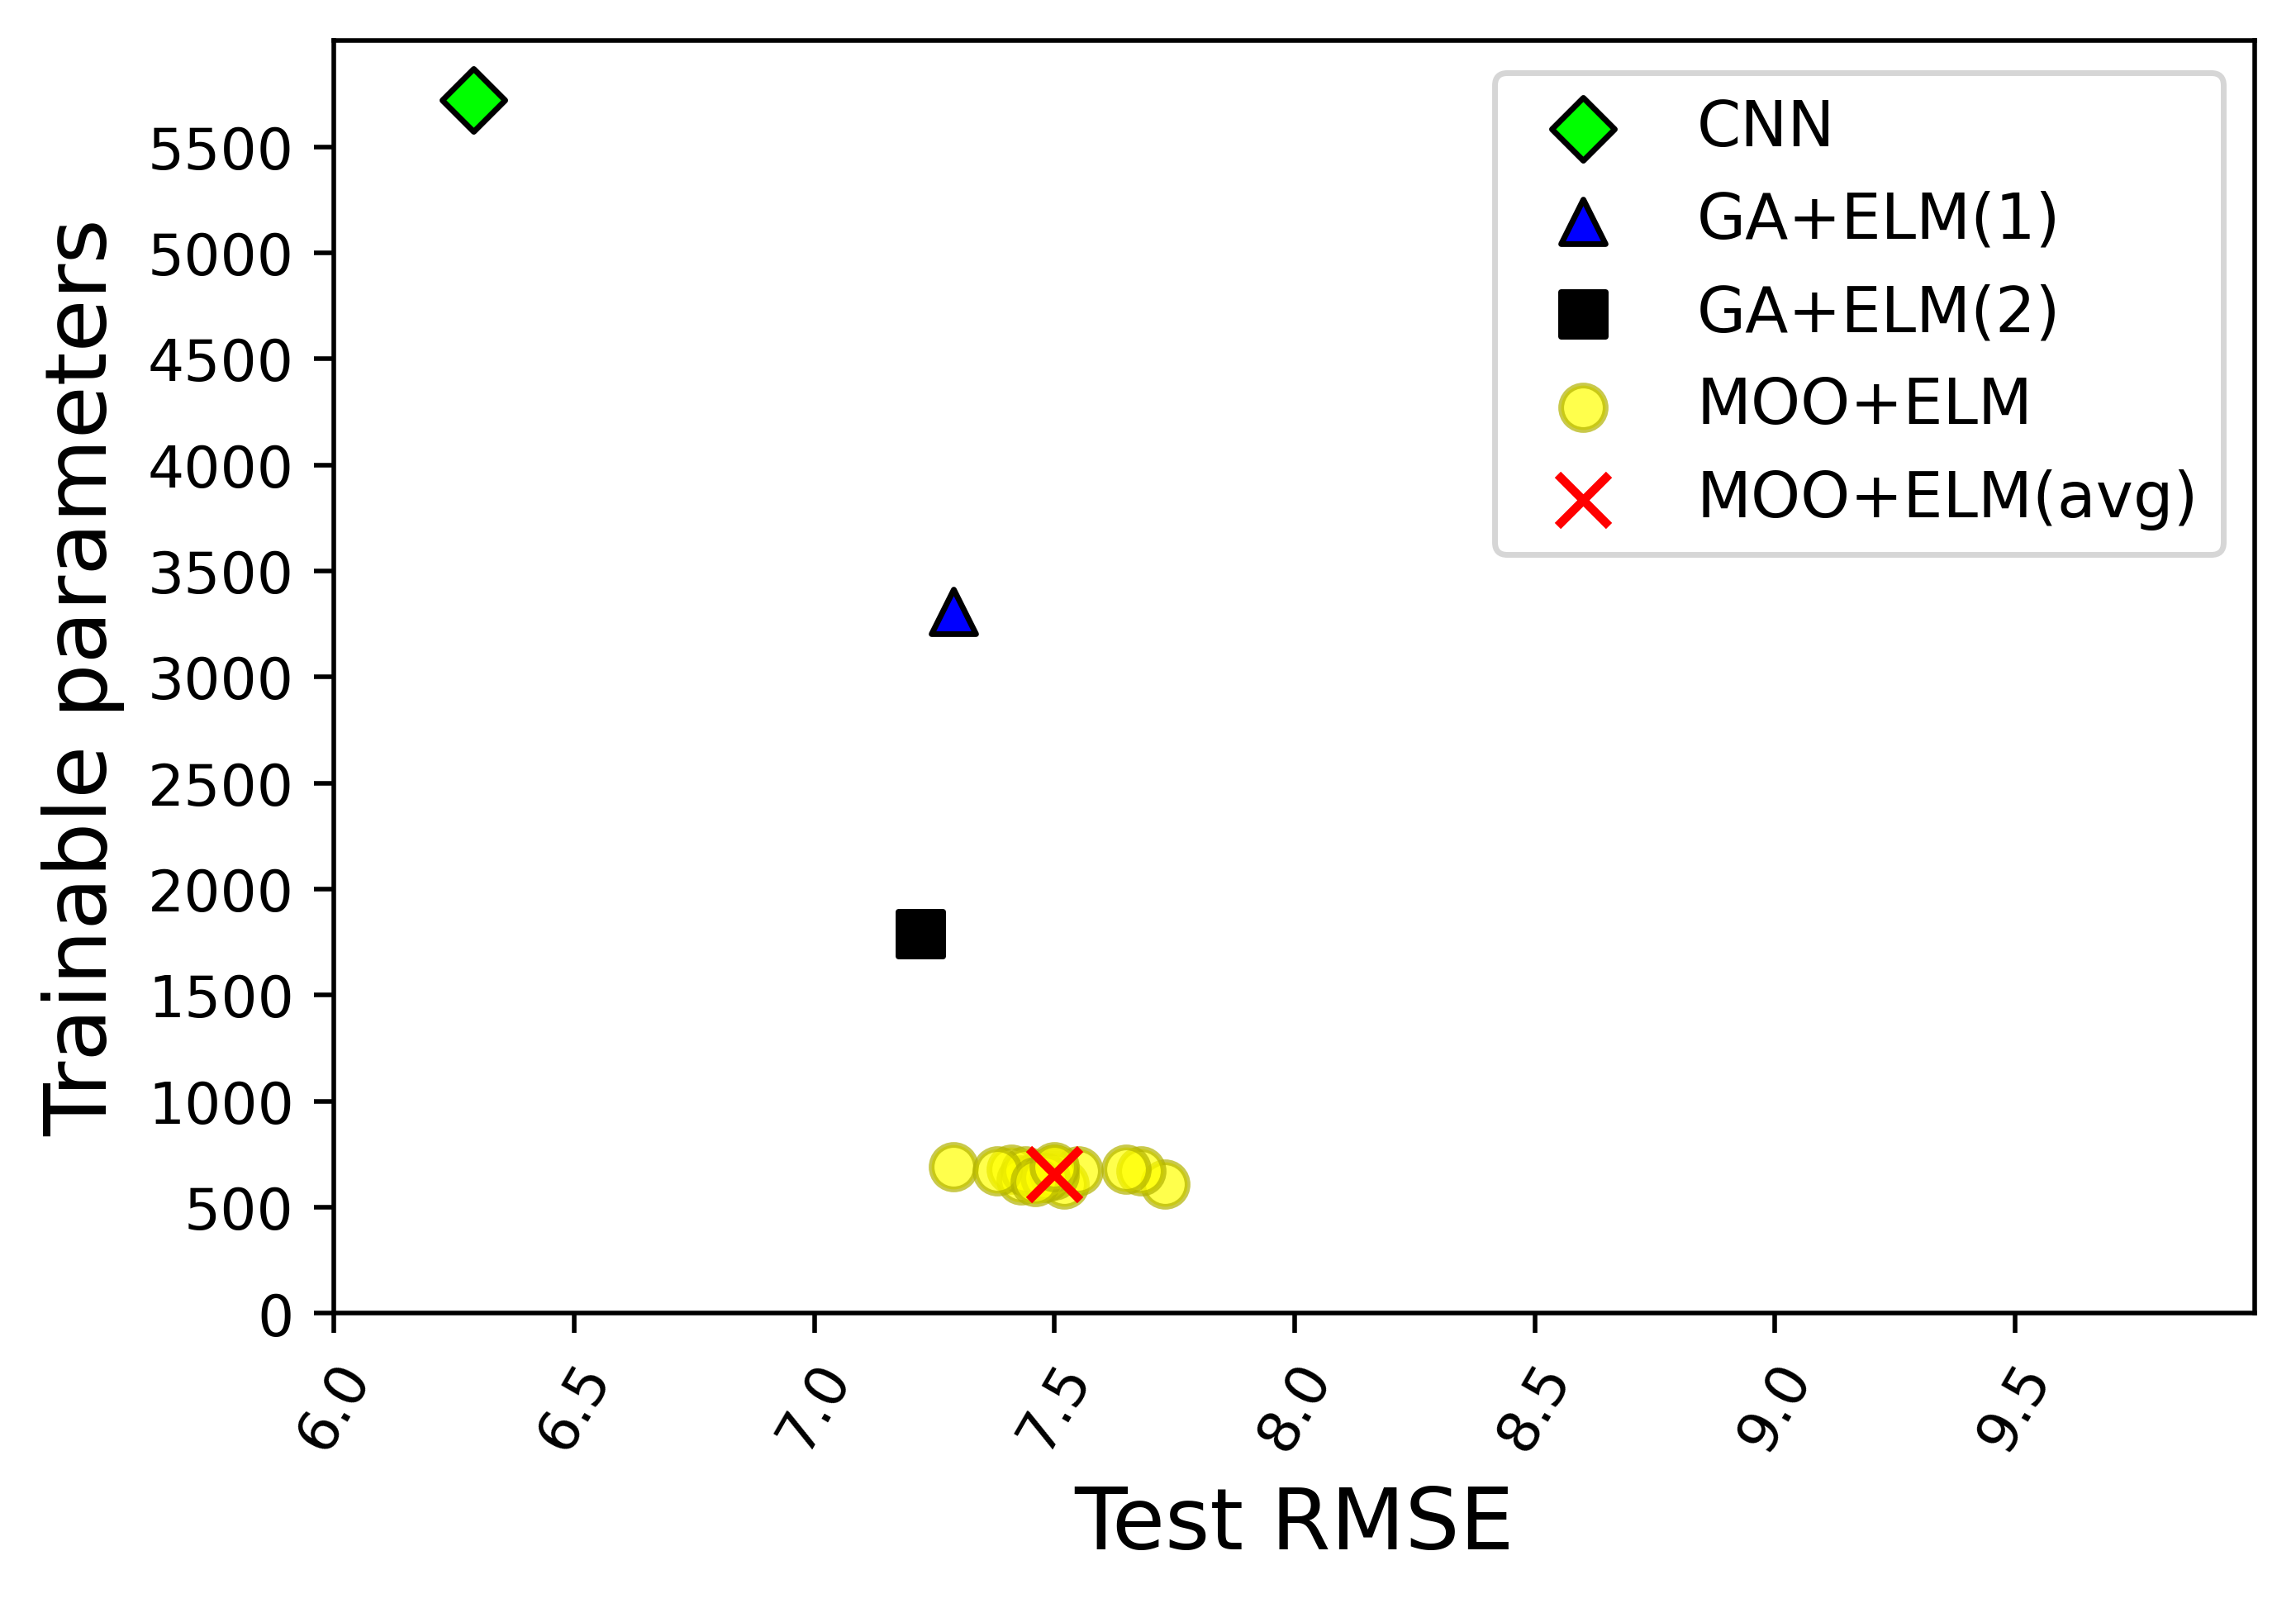 Trainable parameters
5500
5000
4500
4000
3500
3000
2500
2000
1500
1000
500
0
CNN
GA+ELM(1)
GA+ELM(2)
MOO+ELM
MOO+ELM(avg)
6.0 6.5 7.0 7.5 8.0 8.5 9.0 9.5
Test RMSE